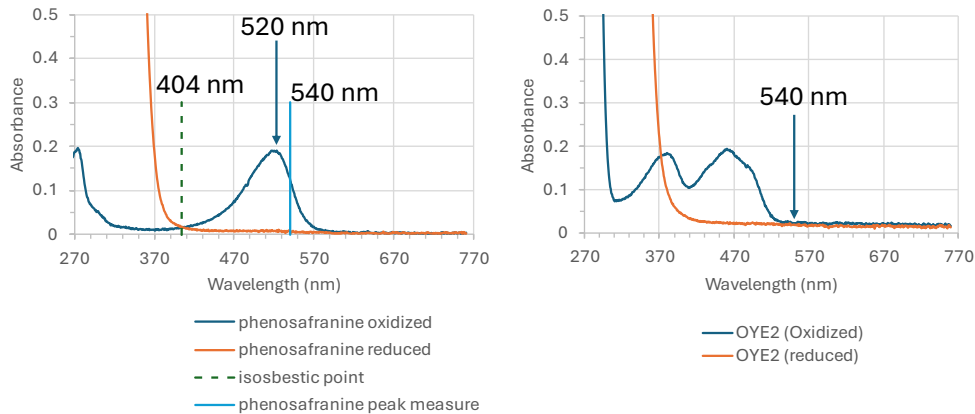 520 nm
404 nm
540 nm
Absorbance
0.5
0.4
0.3
0.2
0.1
0
270 370 470 570 670 770
Wavelength (nm)
phenosafranine oxidized
phenosafranine reduced
isosbestic point
phenosafranine peak measure
540 nm
Absorbance
0.5
0.4
0.3
0.2
0.1
0
270 370 470 570 670 770
Wavelength (nm)
OYE2 (Oxidized)
OYE2 (reduced)